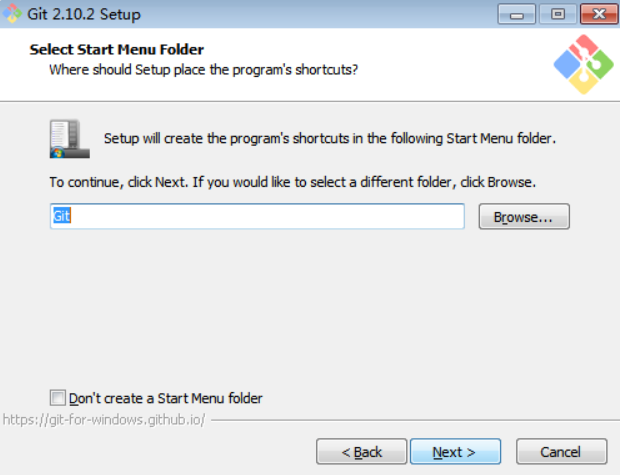 Git 2.10.2 Setup
Select Start Menu Folder
Where should Setup place the program's shortcuts?
Setup will create the program's shortcuts in the following Start Menu folder.
To continue, click Next. If you would like to select a different folder, click Browse.
Git
Browse...
Don't create a Start Menu folder
https://git-for-windows.github.io/
< Back
Next >
Cancel